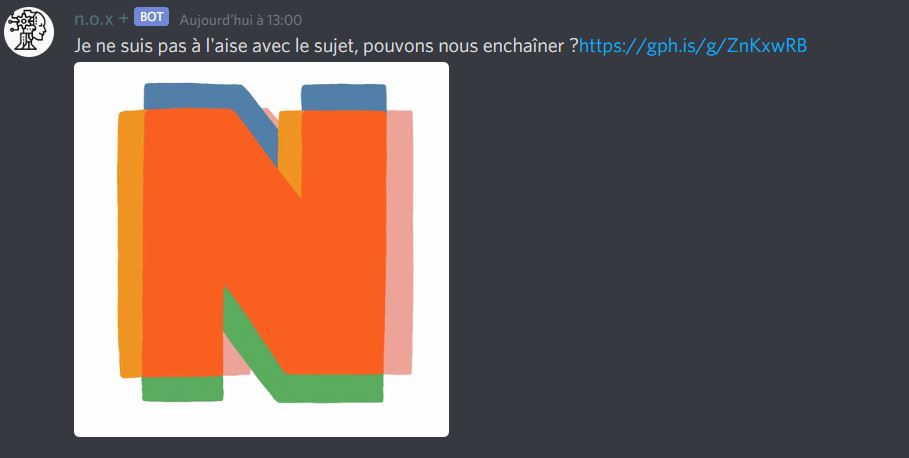 n.o.x + BOT Aujourd'hui à 13:00
Je ne suis pas à l'aise avec le sujet, pouvons nous enchaîner ?https://gph.is/g/ZnKxwRB
N